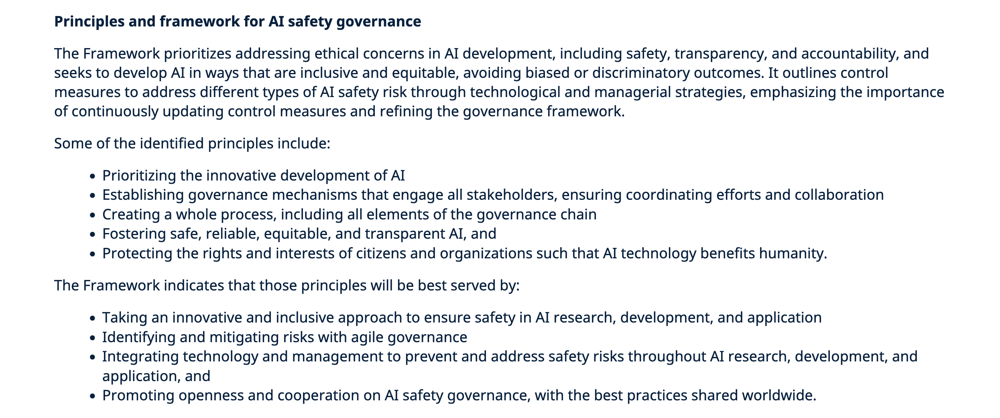 Principles and framework for AI safety governance
The Framework prioritizes addressing ethical concerns in AI development, including safety, transparency, and accountability, and
seeks to develop AI in ways that are inclusive and equitable, avoiding biased or discriminatory outcomes. It outlines control
measures to address different types of AI safety risk through technological and managerial strategies, emphasizing the importance
of continuously updating control measures and refining the governance framework.
Some of the identified principles include:
• Prioritizing the innovative development of AI
• Establishing governance mechanisms that engage all stakeholders, ensuring coordinating efforts and collaboration
• Creating a whole process, including all elements of the governance chain
• Fostering safe, reliable, equitable, and transparent AI, and
• Protecting the rights and interests of citizens and organizations such that AI technology benefits humanity.
The Framework indicates that those principles will be best served by:
• Taking an innovative and inclusive approach to ensure safety in AI research, development, and application
• Identifying and mitigating risks with agile governance
• Integrating technology and management to prevent and address safety risks throughout AI research, development, and
application, and
• Promoting openness and cooperation on AI safety governance, with the best practices shared worldwide.